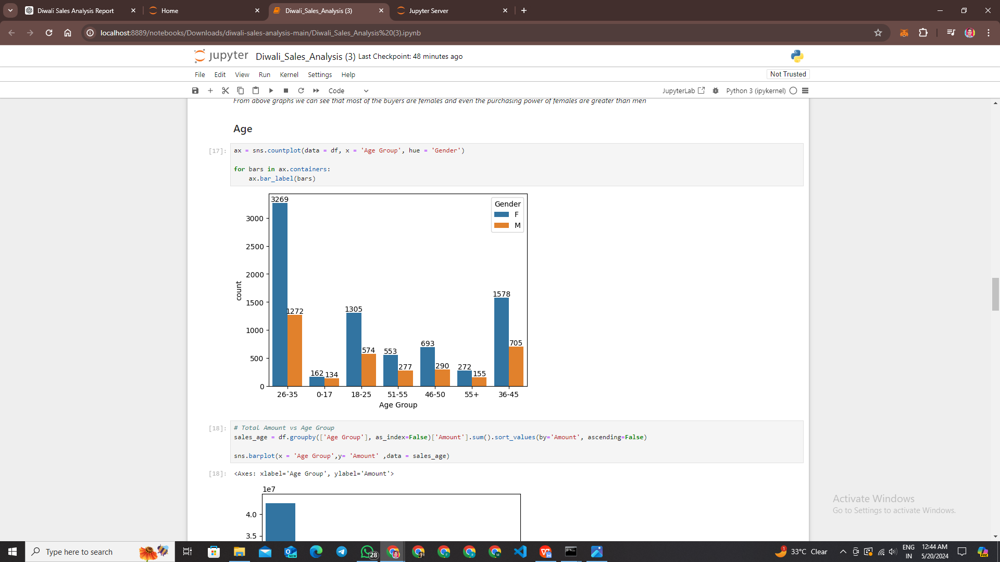 Diwali Sales Analysis Report
Home
Diwali_Sales_Analysis (3)
Jupyter Server
localhost:8889/notebooks/Downloads/diwali-sales-analysis-main/Diwali_Sales_Analysis%20(3).ipynb
jupyter
Diwali_Sales_Analysis (3) Last Checkpoint: 48 minutes ago
File Edit View Run Kernel Settings Help
Not Trusted
Code
JupyterLab
Python 3 (ipykernel)
From above graphs we can see that most of the buyers are females and even the purchasing power of females are greater than men
Age
[17]:
ax = sns.countplot(data = df, x = 'Age Group', hue = 'Gender')
for bars in ax.containers:
    ax.bar_label(bars)
3269
Gender
F
M
3000
2500
2000
count
1500
1000
500
0
1272
162 134
1305
574
553
277
693
290
272
155
1578
705
26-35 0-17 18-25 51-55 46-50 55+ 36-45
Age Group
[18]:
# Total Amount vs Age Group
sales_age = df.groupby(['Age Group'], as_index=False)['Amount'].sum().sort_values(by='Amount', ascending=False)
sns.barplot(x = 'Age Group',y= 'Amount' ,data = sales_age)
[18]:
<Axes: xlabel='Age Group', ylabel='Amount'>
1e7
4.0
3.5
Activate Windows
Go to Settings to activate Windows.
Type here to search
NEW
28
1
33°C Clear
ENG
IN
12:44 AM
5/20/2024
PRE